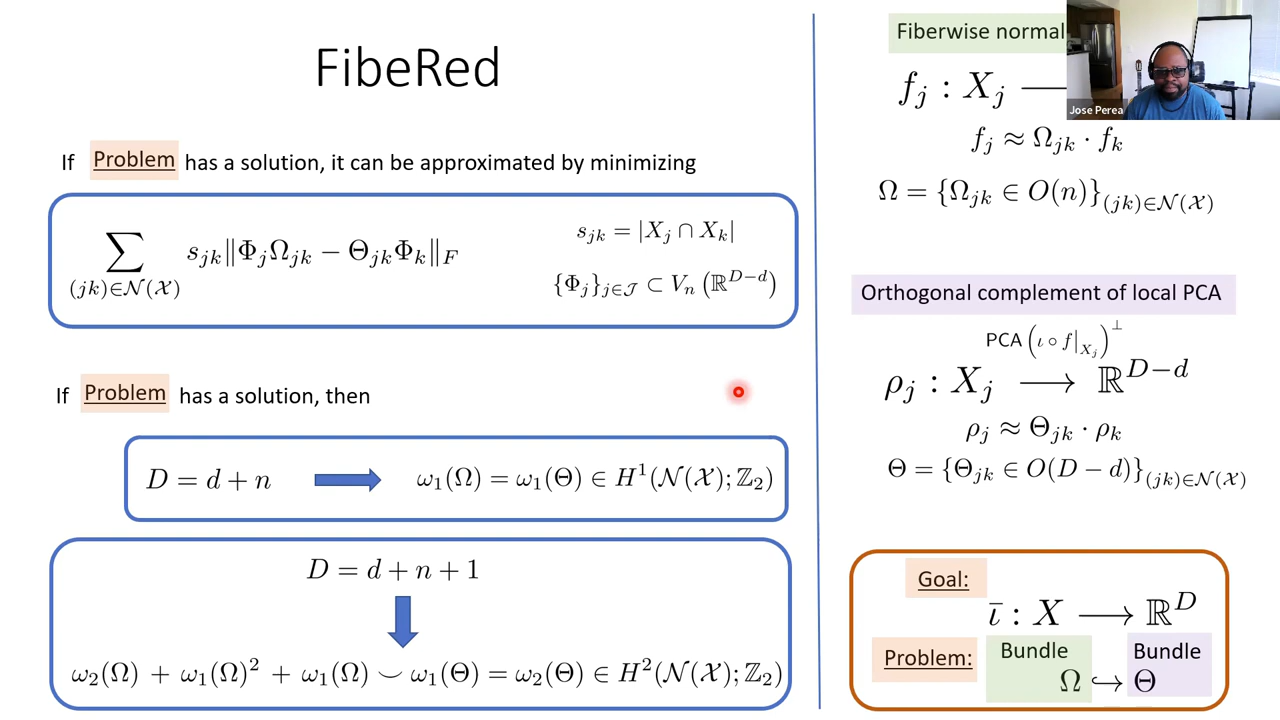 FibeRed
If Problem has a solution, it can be approximated by minimizing
∑_{(jk)∈𝒩(𝒳)} s_{jk}‖Φ_jΩ_{jk} − Θ_{jk}Φ_k‖_F
s_{jk} = |X_j ∩ X_k|
{Φ_j}_{j∈𝒥} ⊂ V_n (ℝ^{D−d})
If Problem has a solution, then
D = d + n
ω_1(Ω) = ω_1(Θ) ∈ H^1(𝒩(𝒳); ℤ_2)
D = d + n + 1
ω_2(Ω) + ω_1(Ω)^2 + ω_1(Ω) ⌣ ω_1(Θ) = ω_2(Θ) ∈ H^2(𝒩(𝒳); ℤ_2)
Fiberwise normal
f_j : X_j
Jose Perea
f_j ≈ Ω_{jk} · f_k
Ω = {Ω_{jk} ∈ O(n)}_{(jk)∈𝒩(𝒳)}
Orthogonal complement of local PCA
PCA (ι ∘ f|_{X_j})^⊥
ρ_j : X_j ⟶ ℝ^{D−d}
ρ_j ≈ Θ_{jk} · ρ_k
Θ = {Θ_{jk} ∈ O(D − d)}_{(jk)∈𝒩(𝒳)}
Goal:
ῑ : X ⟶ ℝ^D
Problem:
Bundle Bundle
Ω ↪ Θ